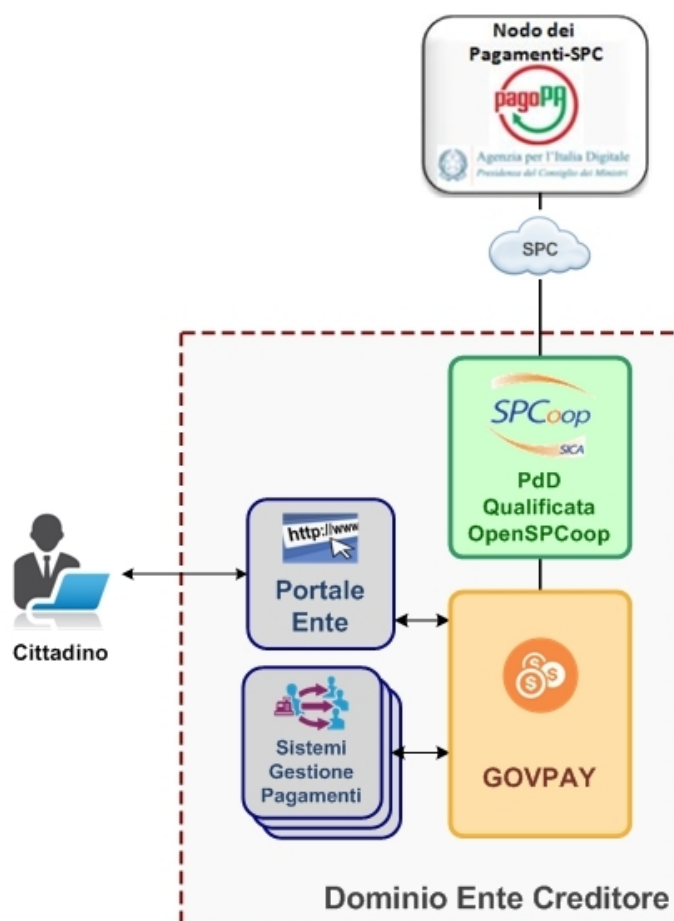 Nodo dei
Pagamenti-SPC
pagoPA
Agenzia per l'Italia Digitale
Presidenza del Consiglio dei Ministri
SPC
SPCoop
SICA
PdD
Qualificata
OpenSPCoop
http://www
Portale
Ente
Cittadino
Sistemi
Gestione
Pagamenti
GOVPAY
Dominio Ente Creditore